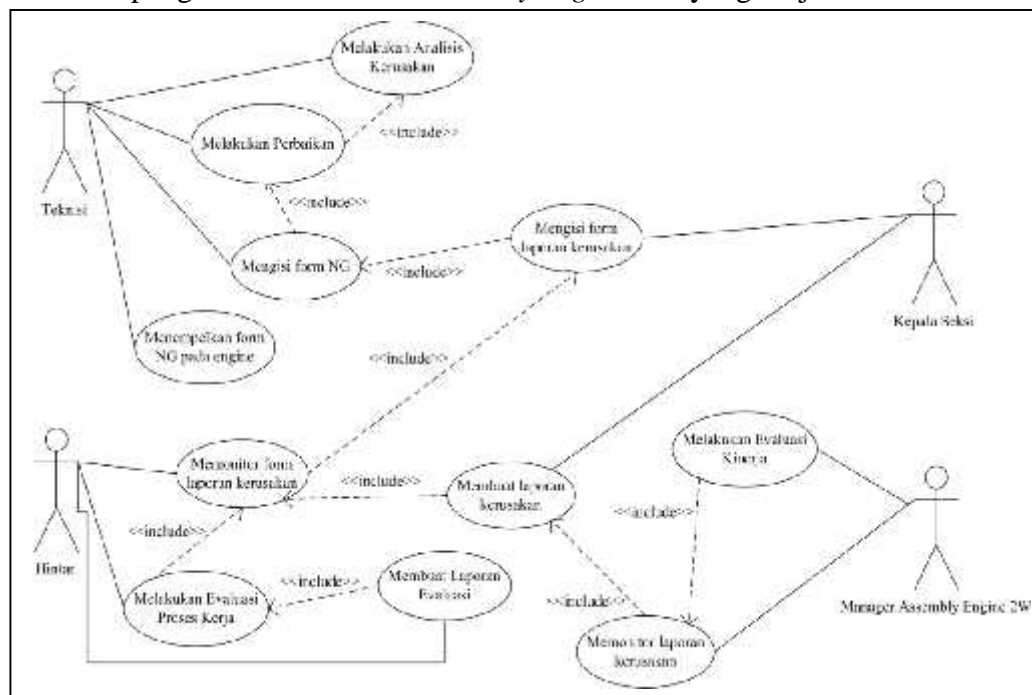 Melakukan Analisis
Kerusakan
Melakukan Perbaikan
<<include>>
Teknisi
<<include>>
Mengisi form
laporan kerusakan
Mengisi form NG
<<include>>
Kepala Seksi
Menempelkan form
NG pada engine
<<include>>
Memonitor form
laporan kerusakan
Melakukan Evaluasi
Kinerja
<<include>>
Membuat laporan
kerusakan
<<include>>
<<include>>
Hintar
<<include>>
Membuat Laporan
Evaluasi
Melakukan Evaluasi
Proses Kerja
<<include>>
Manager Assembly Engine 2W
Memonitor laporan
kerusakan